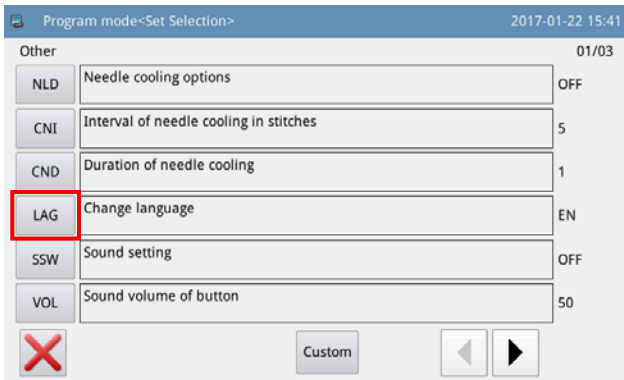 Program mode<Set Selection> 2017-01-22 15:41
Other 01/03
NLD Needle cooling options OFF
CNI Interval of needle cooling in stitches 5
CND Duration of needle cooling 1
LAG Change language EN
SSW Sound setting OFF
VOL Sound volume of button 50
Custom